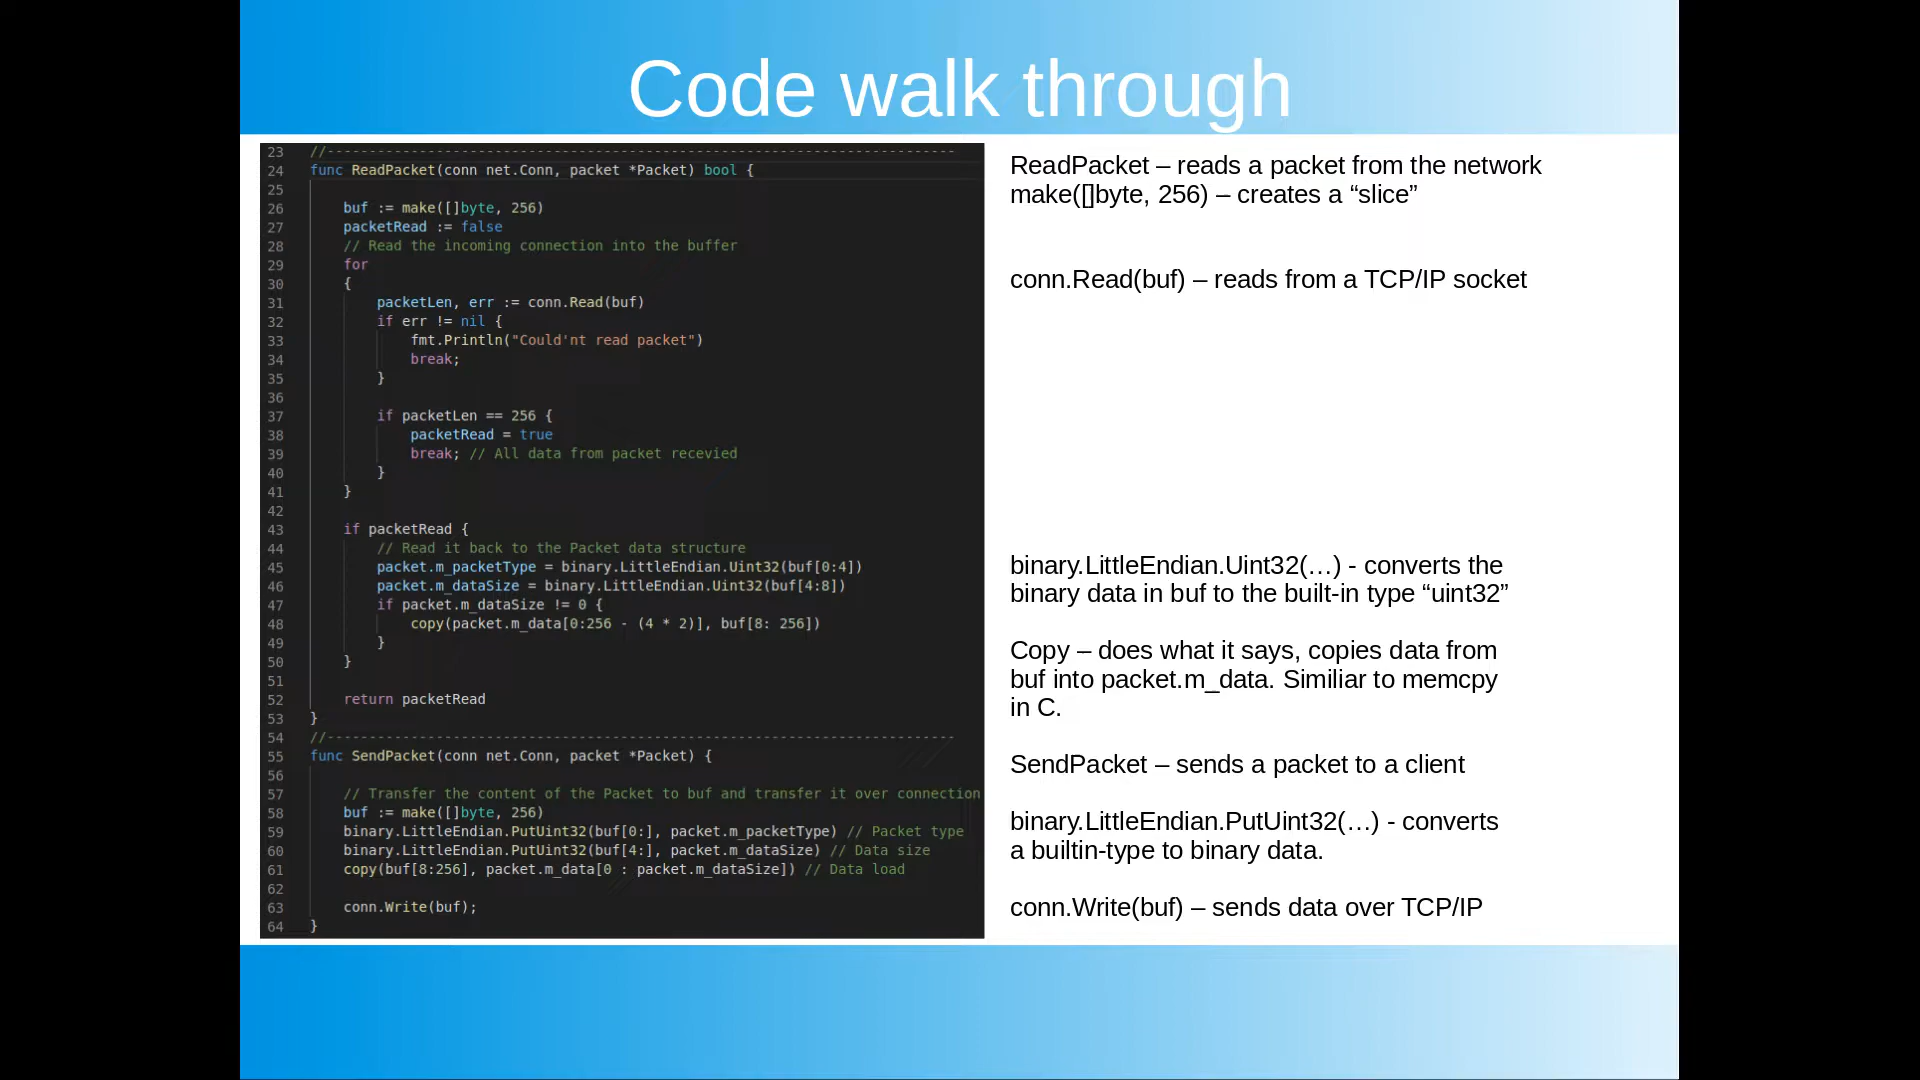 Code walk through
23 //---------------------------------------------------------------------------
24 func ReadPacket(conn net.Conn, packet *Packet) bool {
25
26 buf := make([]byte, 256)
27 packetRead := false
28 // Read the incoming connection into the buffer
29 for
30 {
31 packetLen, err := conn.Read(buf)
32 if err != nil {
33 fmt.Println("Could'nt read packet")
34 break;
35 }
36
37 if packetLen == 256 {
38 packetRead = true
39 break; // All data from packet recevied
40 }
41 }
42
43 if packetRead {
44 // Read it back to the Packet data structure
45 packet.m_packetType = binary.LittleEndian.Uint32(buf[0:4])
46 packet.m_dataSize = binary.LittleEndian.Uint32(buf[4:8])
47 if packet.m_dataSize != 0 {
48 copy(packet.m_data[0:256 - (4 * 2)], buf[8: 256])
49 }
50 }
51
52 return packetRead
53 }
54 //---------------------------------------------------------------------------
55 func SendPacket(conn net.Conn, packet *Packet) {
56
57 // Transfer the content of the Packet to buf and transfer it over connection
58 buf := make([]byte, 256)
59 binary.LittleEndian.PutUint32(buf[0:], packet.m_packetType) // Packet type
60 binary.LittleEndian.PutUint32(buf[4:], packet.m_dataSize) // Data size
61 copy(buf[8:256], packet.m_data[0 : packet.m_dataSize]) // Data load
62
63 conn.Write(buf);
64 }
ReadPacket – reads a packet from the network
make([]byte, 256) – creates a “slice”
conn.Read(buf) – reads from a TCP/IP socket
binary.LittleEndian.Uint32(…) - converts the
binary data in buf to the built-in type “uint32”
Copy – does what it says, copies data from
buf into packet.m_data. Similiar to memcpy
in C.
SendPacket – sends a packet to a client
binary.LittleEndian.PutUint32(…) - converts
a builtin-type to binary data.
conn.Write(buf) – sends data over TCP/IP